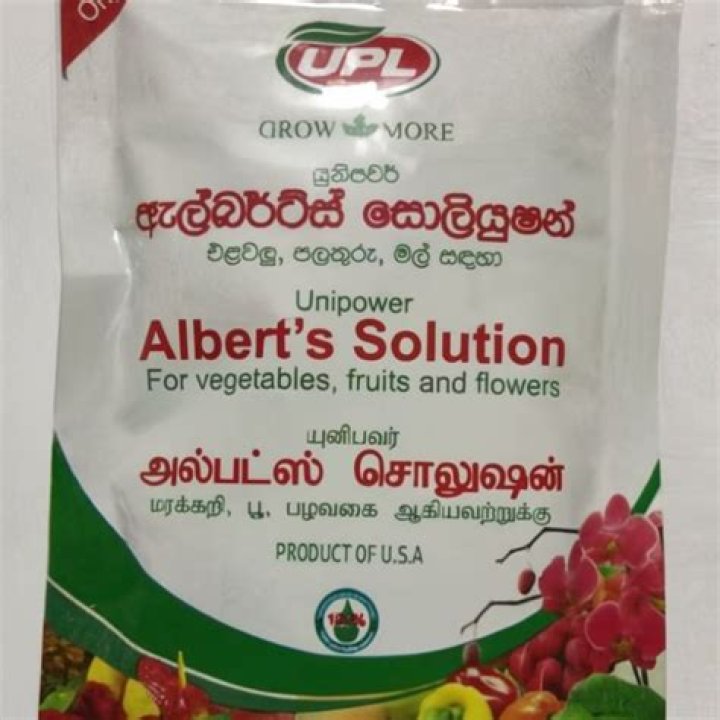 UPL
GROW MORE
යුනිපවර්
ඇල්බර්ට්ස් සොලියුෂන්
එළවළු, පලතුරු, මල් සඳහා
Unipower
Albert's Solution
For vegetables, fruits and flowers
யுனிபவர்
அல்பட்ஸ் சொலுஷன்
மரக்கறி, பூ, பழவகை ஆகியவற்றுக்கு
PRODUCT OF U.S.A